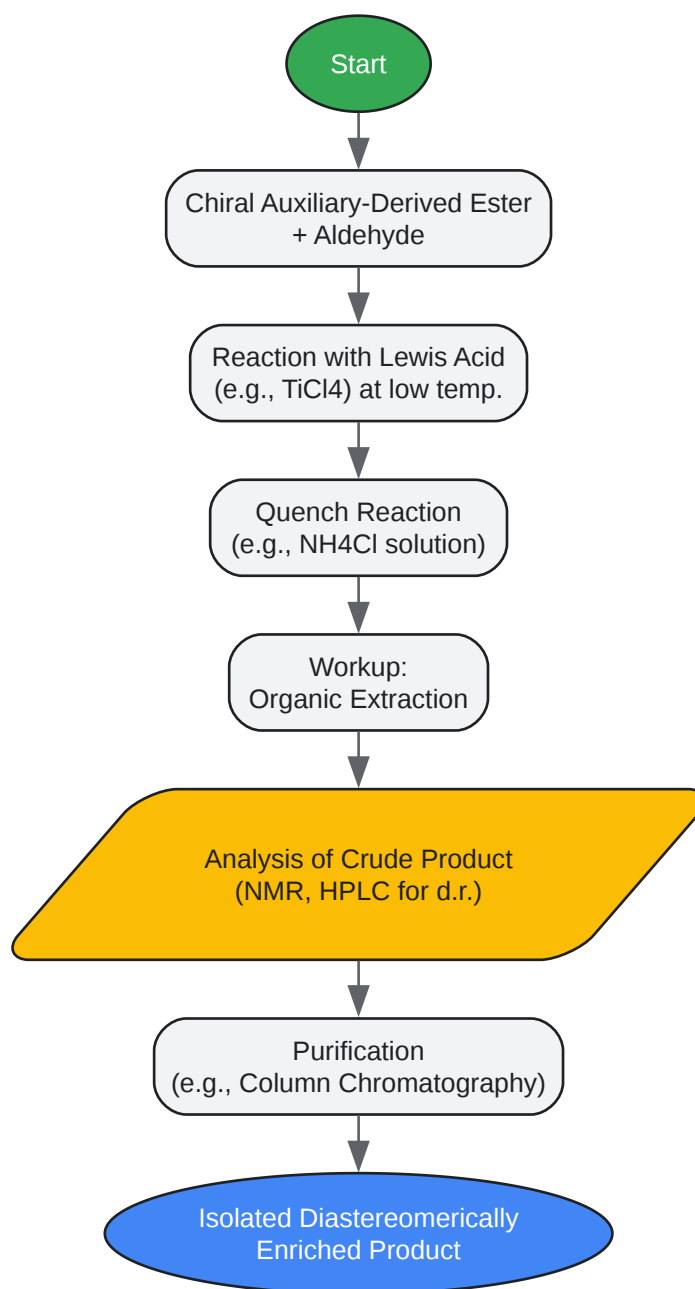 Start
Chiral Auxiliary-Derived Ester
+ Aldehyde
Reaction with Lewis Acid
(e.g., TiCl4) at low temp.
Quench Reaction
(e.g., NH4Cl solution)
Workup:
Organic Extraction
Analysis of Crude Product
(NMR, HPLC for d.r.)
Purification
(e.g., Column Chromatography)
Isolated Diastereomerically
Enriched Product